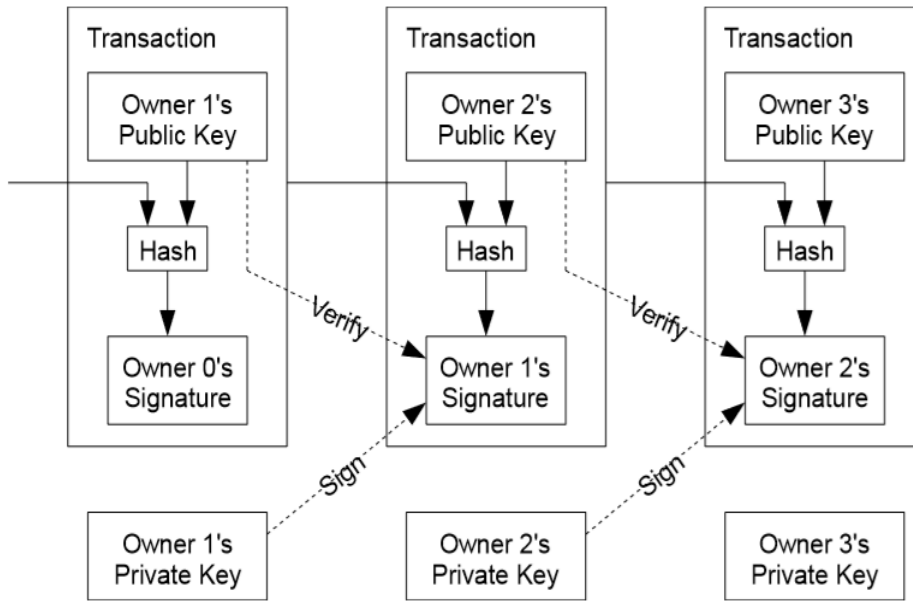 Transaction
Owner 1's
Public Key
Hash
Owner 0's
Signature
Transaction
Owner 2's
Public Key
Hash
Verify
Owner 1's
Signature
Transaction
Owner 3's
Public Key
Hash
Verify
Owner 2's
Signature
Sign
Sign
Owner 1's
Private Key
Owner 2's
Private Key
Owner 3's
Private Key